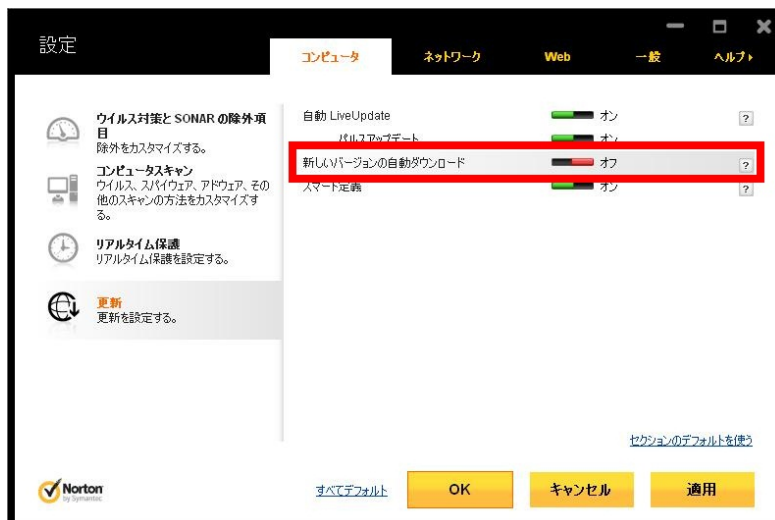 設定
コンピュータ
ネットワーク
Web
一般
ヘルプ
ウイルス対策と SONAR の除外項
目
除外をカスタマイズする。
コンピュータスキャン
ウイルス、スパイウェア、アドウェア、その
他のスキャンの方法をカスタマイズす
る。
リアルタイム保護
リアルタイム保護を設定する。
更新
更新を設定する。
自動 LiveUpdate
オン
?
パルスアップデート
オン
新しいバージョンの自動ダウンロード
オフ
?
スマート定義
オン
?
セクションのデフォルトを使う
Norton
by Symantec
すべてデフォルト
OK
キャンセル
適用